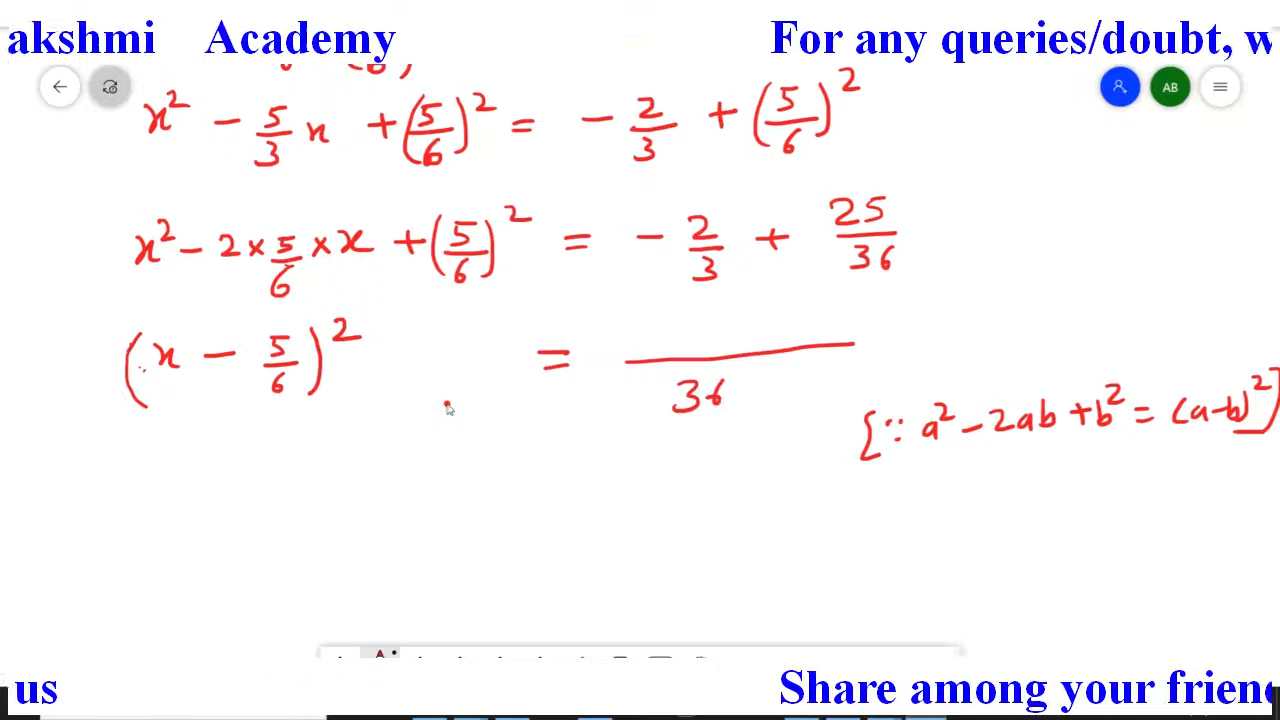 akshmi Academy For any queries/doubt, w
AB
x² - 5/3 x + (5/6)² = - 2/3 + (5/6)²
x² - 2 × 5/6 × x + (5/6)² = - 2/3 + 25/36
(x - 5/6)² = /36
[∵ a² - 2ab + b² = (a-b)²]
us Share among your frien